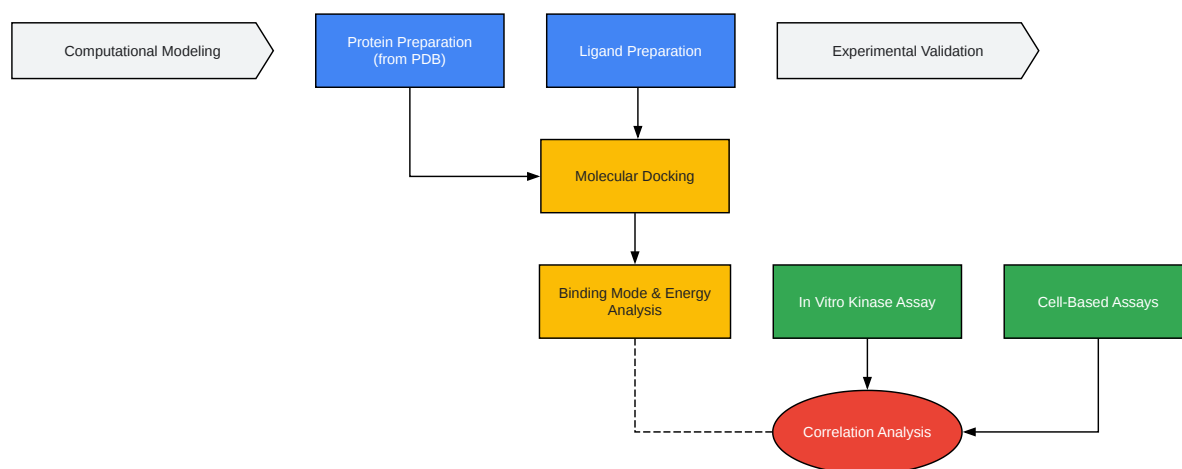 Computational Modeling
Protein Preparation
(from PDB)
Ligand Preparation
Experimental Validation
Molecular Docking
Binding Mode & Energy
Analysis
In Vitro Kinase Assay
Cell-Based Assays
Correlation Analysis